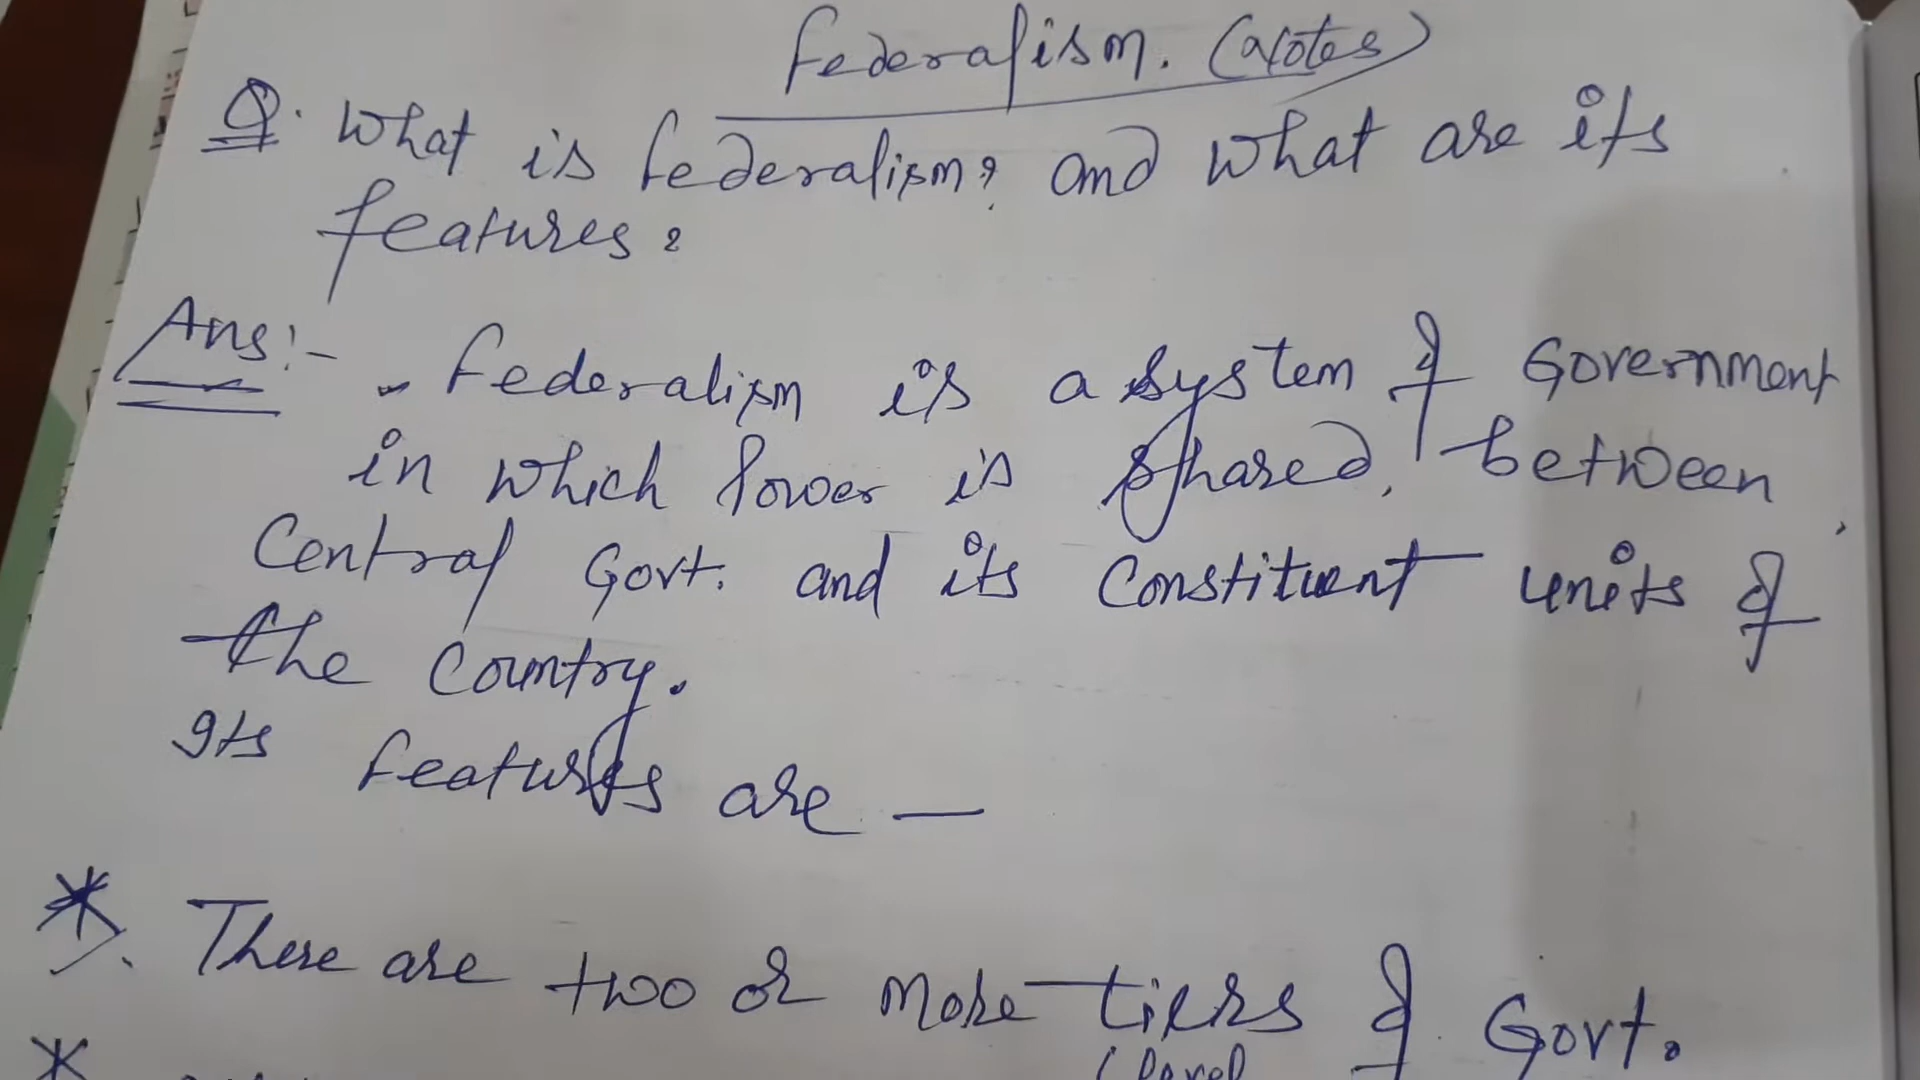 Federalism. (Notes)
Q. What is federalism? and what are its
features?
Ans:- Federalism is a system of Government
in which Power is shared, between
Central Govt. and its Constituent units of
the Country.
Its features are —
* There are two or more tiers of Govt.
*
(level